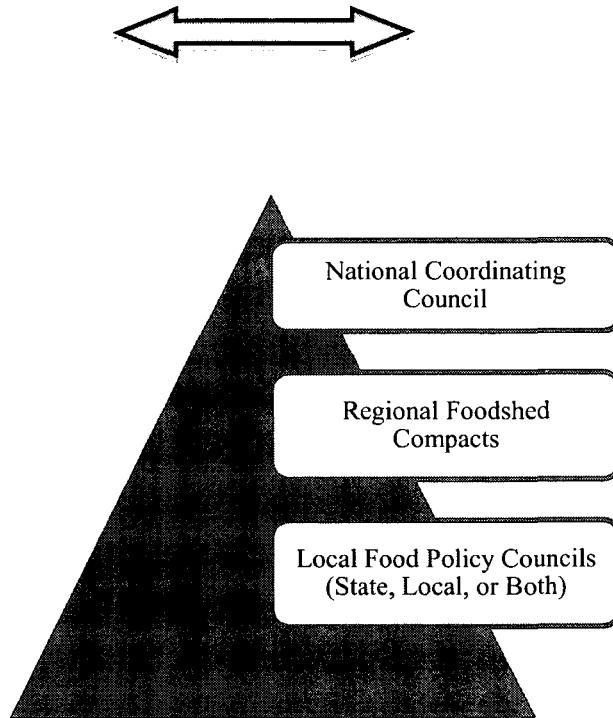 National Coordinating
Council
Regional Foodshed
Compacts
Local Food Policy Councils
(State, Local, or Both)